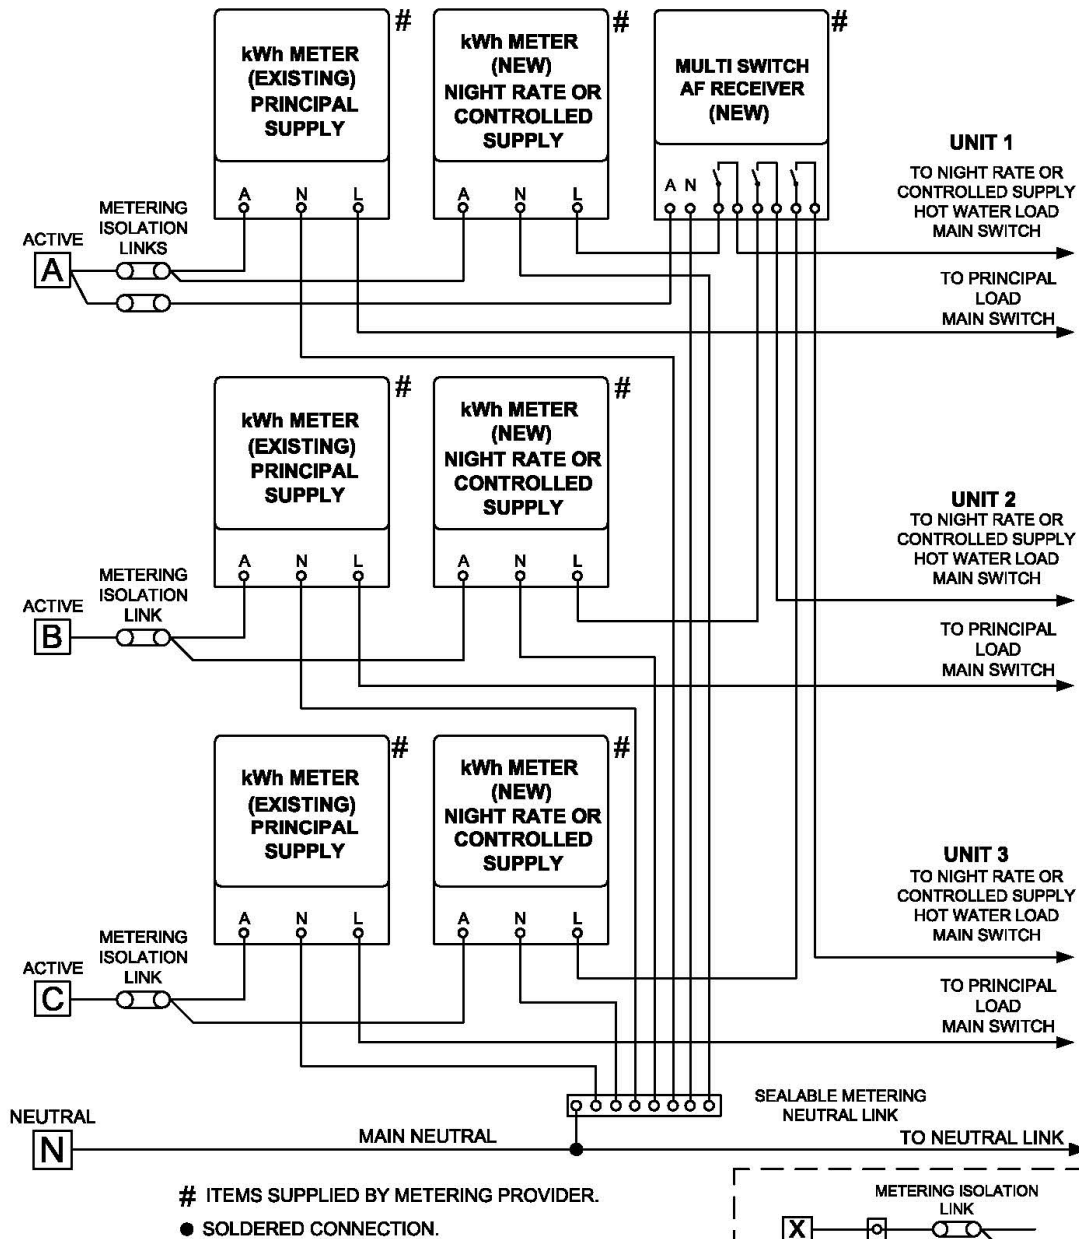 #
#
#
kWh METER
(EXISTING)
PRINCIPAL
SUPPLY
kWh METER
(NEW)
NIGHT RATE OR
CONTROLLED
SUPPLY
MULTI SWITCH
AF RECEIVER
(NEW)
A N L
A N L
A N
METERING
ISOLATION
LINKS
ACTIVE
A
UNIT 1
TO NIGHT RATE OR
CONTROLLED SUPPLY
HOT WATER LOAD
MAIN SWITCH
TO PRINCIPAL
LOAD
MAIN SWITCH
#
#
kWh METER
(EXISTING)
PRINCIPAL
SUPPLY
kWh METER
(NEW)
NIGHT RATE OR
CONTROLLED
SUPPLY
A N L
A N L
METERING
ISOLATION
LINK
ACTIVE
B
UNIT 2
TO NIGHT RATE OR
CONTROLLED SUPPLY
HOT WATER LOAD
MAIN SWITCH
TO PRINCIPAL
LOAD
MAIN SWITCH
#
#
kWh METER
(EXISTING)
PRINCIPAL
SUPPLY
kWh METER
(NEW)
NIGHT RATE OR
CONTROLLED
SUPPLY
A N L
A N L
METERING
ISOLATION
LINK
ACTIVE
C
UNIT 3
TO NIGHT RATE OR
CONTROLLED SUPPLY
HOT WATER LOAD
MAIN SWITCH
TO PRINCIPAL
LOAD
MAIN SWITCH
SEALABLE METERING
NEUTRAL LINK
NEUTRAL
N
MAIN NEUTRAL
TO NEUTRAL LINK
# ITEMS SUPPLIED BY METERING PROVIDER.
● SOLDERED CONNECTION.
METERING ISOLATION
LINK
X